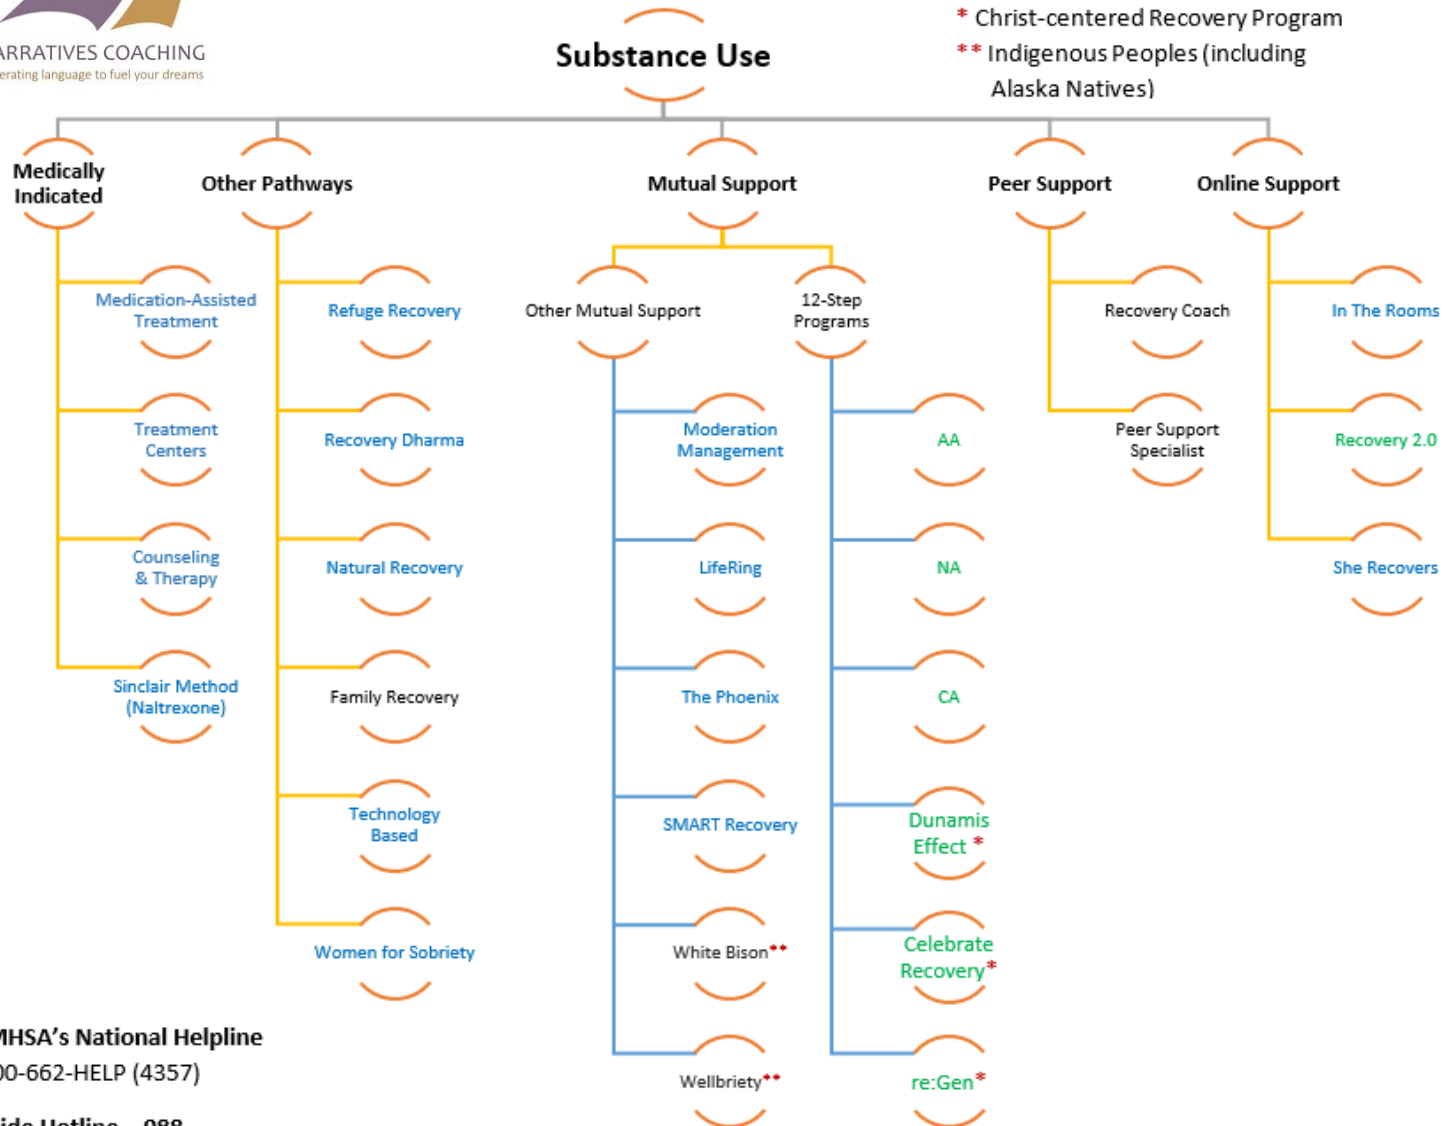 ARRATIVES COACHING
erating language to fuel your dreams
Substance Use
* Christ-centered Recovery Program
** Indigenous Peoples (including
Alaska Natives)
Medically
Indicated
Other Pathways
Mutual Support
Peer Support
Online Support
Medication-Assisted
Treatment
Refuge Recovery
Other Mutual Support
12-Step
Programs
Recovery Coach
In The Rooms
Treatment
Centers
Recovery Dharma
Moderation
Management
AA
Peer Support
Specialist
Recovery 2.0
Counseling
& Therapy
Natural Recovery
LifeRing
NA
She Recovers
Sinclair Method
(Naltrexone)
Family Recovery
The Phoenix
CA
Technology
Based
SMART Recovery
Dunamis
Effect *
Women for Sobriety
White Bison**
Celebrate
Recovery*
Wellbriety**
re:Gen*
MHSA's National Helpline
00-662-HELP (4357)
ide Hotline – 988